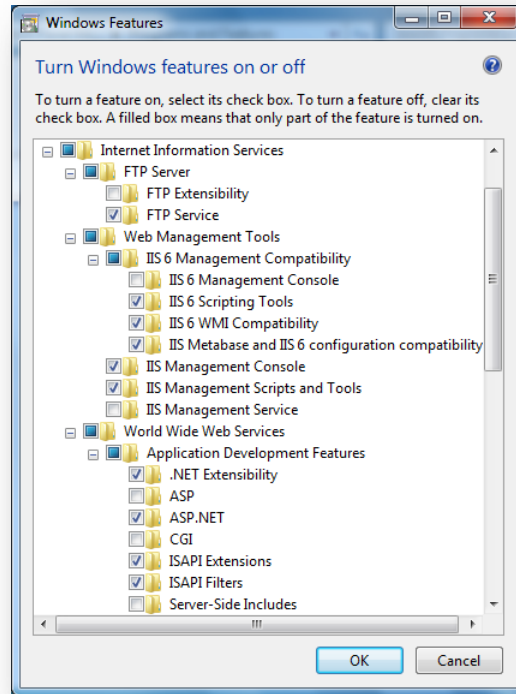 Windows Features
Turn Windows features on or off
To turn a feature on, select its check box. To turn a feature off, clear its
check box. A filled box means that only part of the feature is turned on.
Internet Information Services
FTP Server
FTP Extensibility
FTP Service
Web Management Tools
IIS 6 Management Compatibility
IIS 6 Management Console
IIS 6 Scripting Tools
IIS 6 WMI Compatibility
IIS Metabase and IIS 6 configuration compatibility
IIS Management Console
IIS Management Scripts and Tools
IIS Management Service
World Wide Web Services
Application Development Features
.NET Extensibility
ASP
ASP.NET
CGI
ISAPI Extensions
ISAPI Filters
Server-Side Includes
OK
Cancel